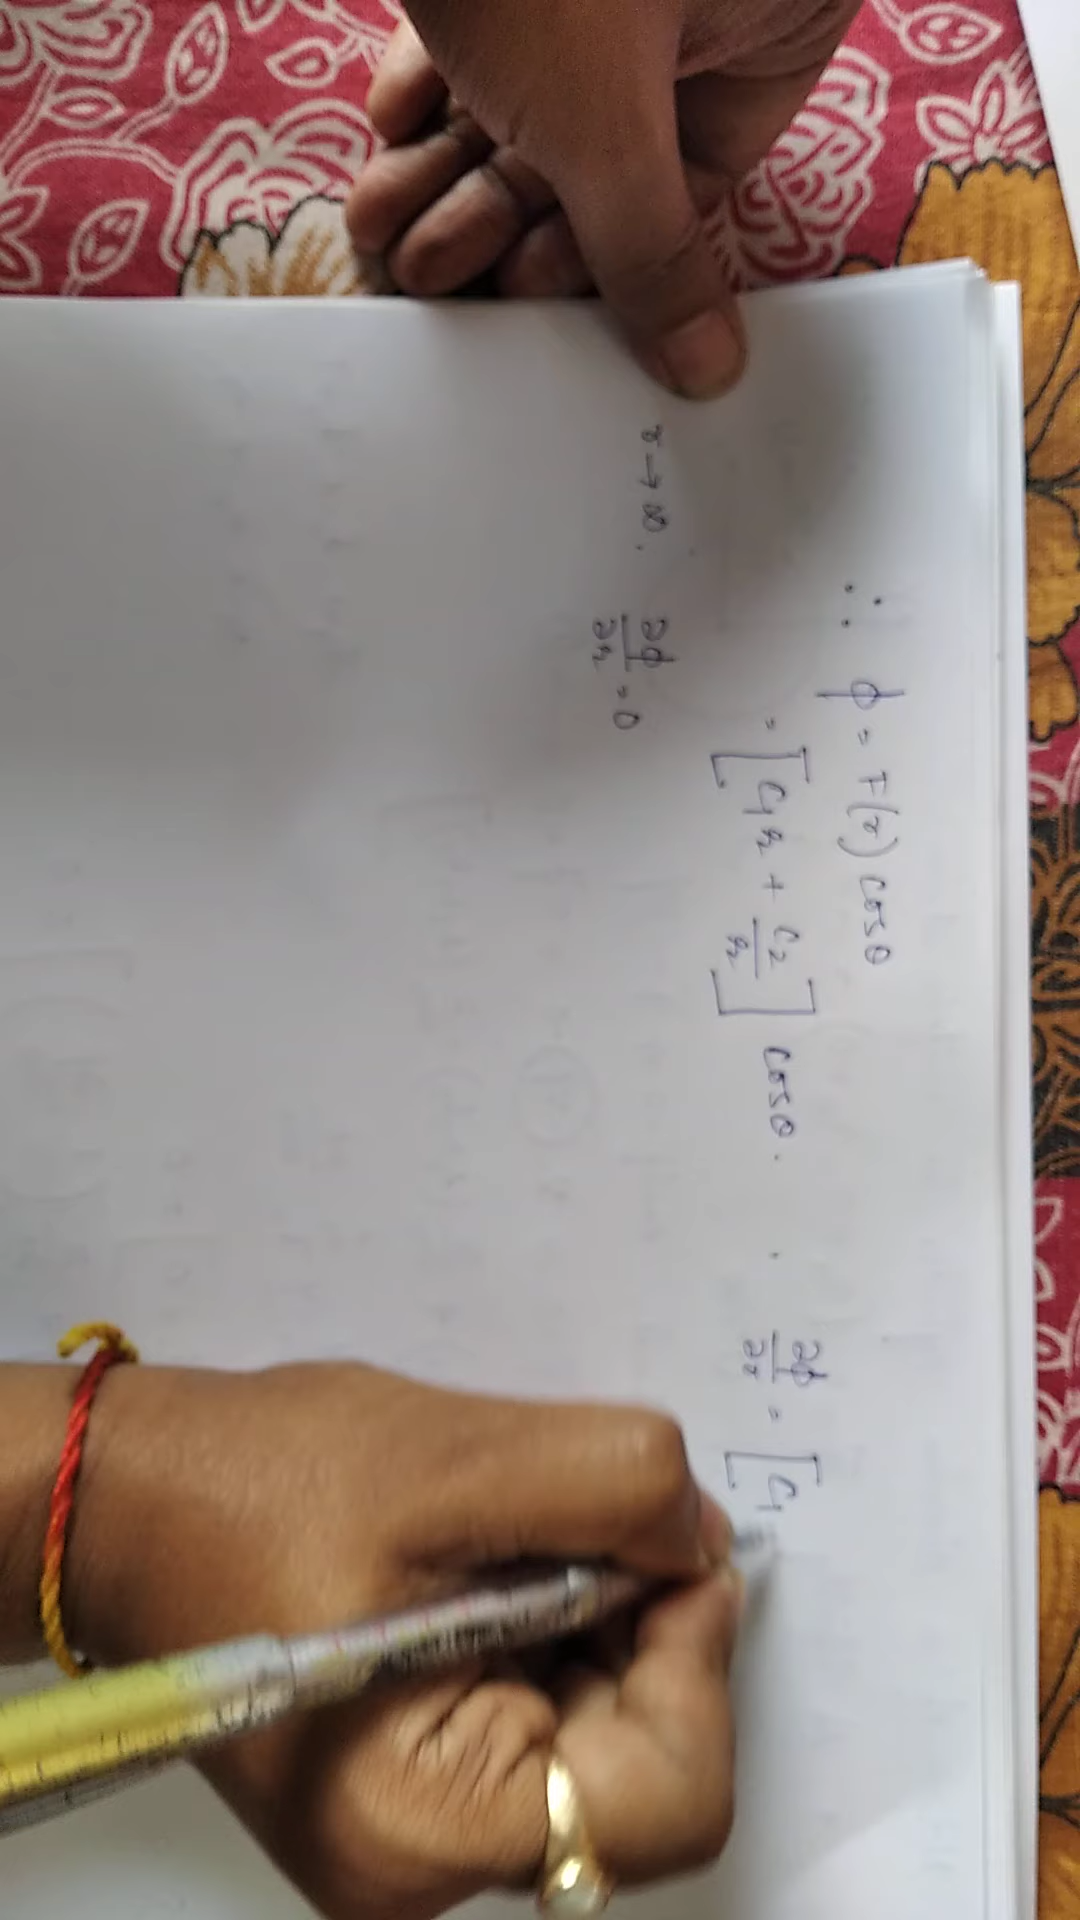 ∴ ϕ = F(r) cosθ
= [C₁r + C₂/r] cosθ. . ∂ϕ/∂r = [C₁
r → ∞. ∂ϕ/∂r = 0